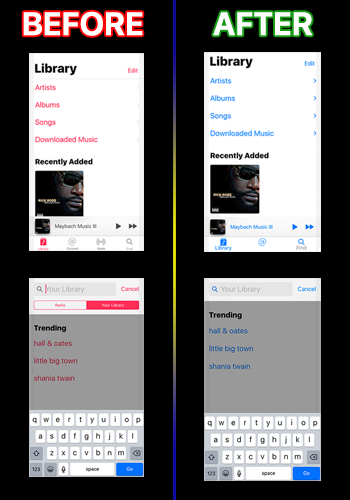 BEFORE
AFTER
Library
Edit
Artists
Albums
Songs
Downloaded Music
Recently Added
RICK ROSS
Maybach Music III
Library
Radio
Library
Edit
Artists
Albums
Songs
Downloaded Music
Recently Added
RICK ROSS
Maybach Music III
Library
Find
Your Library
Cancel
Radio
Your Library
Trending
hall & oates
little big town
shania twain
q w e r t y u i o p
a s d f g h j k l
z x c v b n m
123
space
Go
Your Library
Cancel
Trending
hall & oates
little big town
shania twain
q w e r t y u i o p
a s d f g h j k l
z x c v b n m
123
space
Go